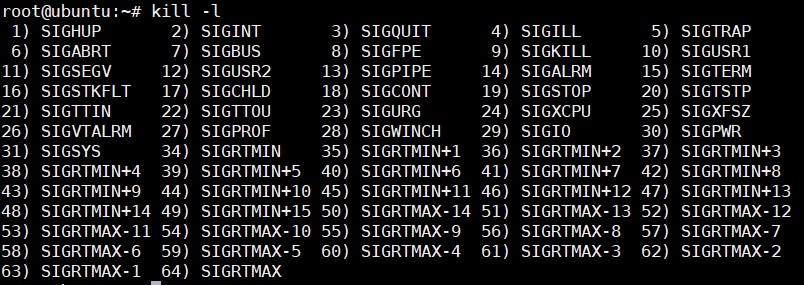 root@ubuntu:~# kill -l
 1) SIGHUP       2) SIGINT       3) SIGQUIT      4) SIGILL       5) SIGTRAP
 6) SIGABRT      7) SIGBUS       8) SIGFPE       9) SIGKILL     10) SIGUSR1
11) SIGSEGV     12) SIGUSR2     13) SIGPIPE     14) SIGALRM     15) SIGTERM
16) SIGSTKFLT   17) SIGCHLD     18) SIGCONT     19) SIGSTOP     20) SIGTSTP
21) SIGTTIN     22) SIGTTOU     23) SIGURG      24) SIGXCPU     25) SIGXFSZ
26) SIGVTALRM   27) SIGPROF     28) SIGWINCH    29) SIGIO       30) SIGPWR
31) SIGSYS      34) SIGRTMIN    35) SIGRTMIN+1  36) SIGRTMIN+2  37) SIGRTMIN+3
38) SIGRTMIN+4  39) SIGRTMIN+5  40) SIGRTMIN+6  41) SIGRTMIN+7  42) SIGRTMIN+8
43) SIGRTMIN+9  44) SIGRTMIN+10 45) SIGRTMIN+11 46) SIGRTMIN+12 47) SIGRTMIN+13
48) SIGRTMIN+14 49) SIGRTMIN+15 50) SIGRTMAX-14 51) SIGRTMAX-13 52) SIGRTMAX-12
53) SIGRTMAX-11 54) SIGRTMAX-10 55) SIGRTMAX-9  56) SIGRTMAX-8  57) SIGRTMAX-7
58) SIGRTMAX-6  59) SIGRTMAX-5  60) SIGRTMAX-4  61) SIGRTMAX-3  62) SIGRTMAX-2
63) SIGRTMAX-1  64) SIGRTMAX